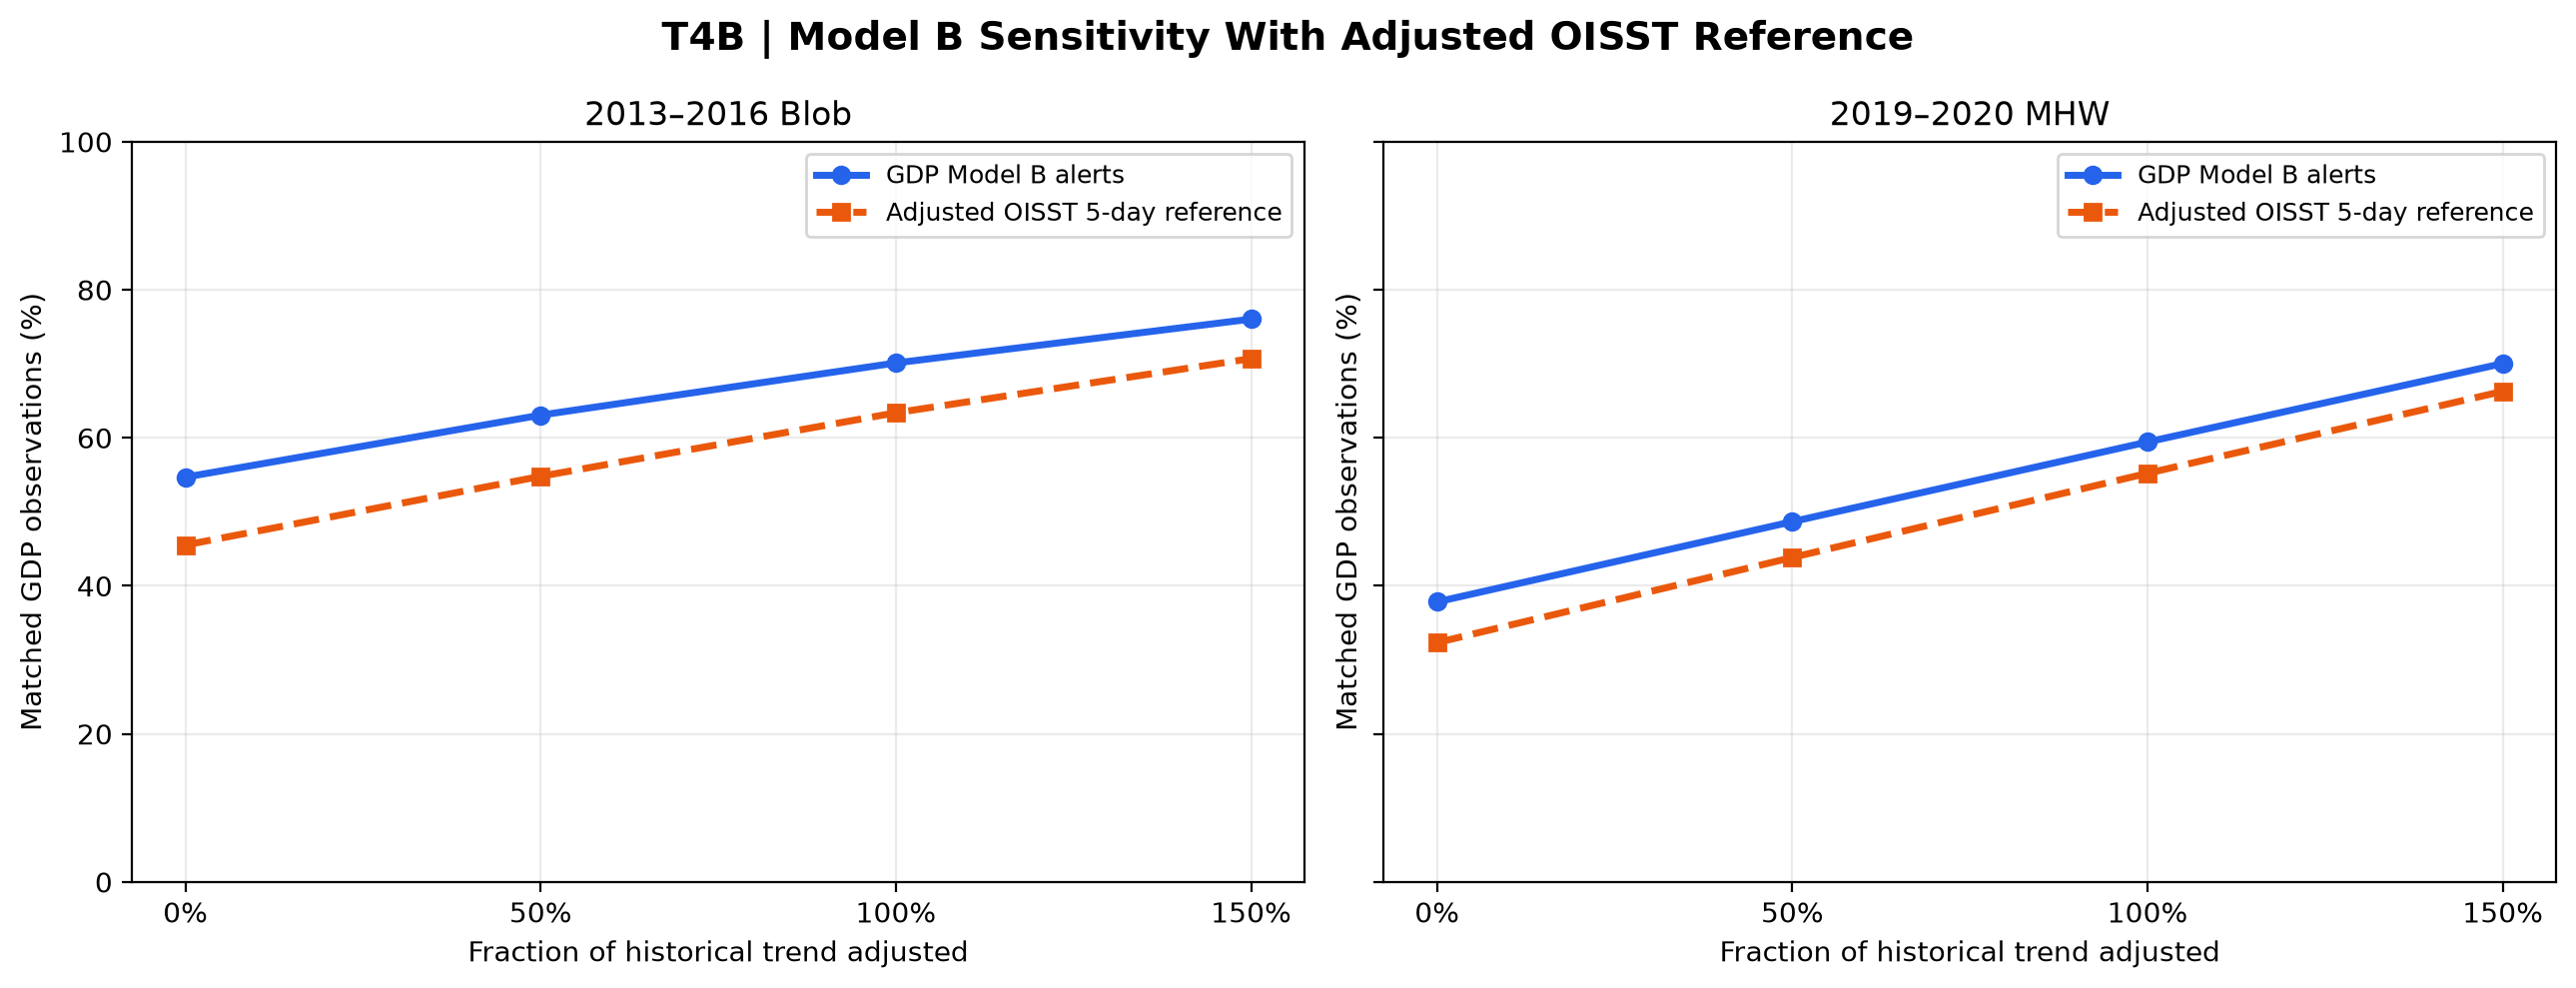 T4B | Model B Sensitivity With Adjusted OISST Reference
2013–2016 Blob
GDP Model B alerts
Adjusted OISST 5-day reference
Matched GDP observations (%)
100
80
60
40
20
0
0%
50%
100%
150%
Fraction of historical trend adjusted
2019–2020 MHW
GDP Model B alerts
Adjusted OISST 5-day reference
Matched GDP observations (%)
0%
50%
100%
150%
Fraction of historical trend adjusted